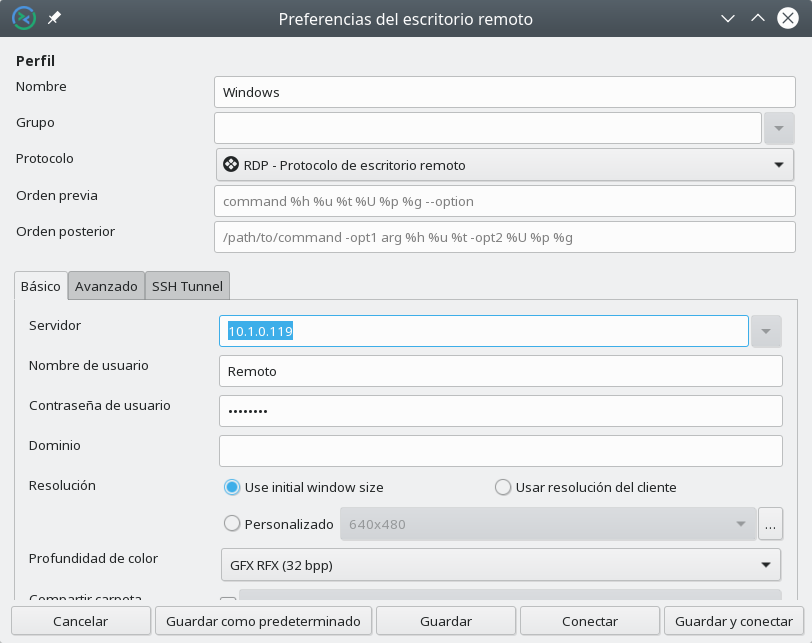 Preferencias del escritorio remoto
Perfil
Nombre Windows
Grupo
Protocolo RDP - Protocolo de escritorio remoto
Orden previa command %h %u %t %U %p %g --option
Orden posterior /path/to/command -opt1 arg %h %u %t -opt2 %U %p %g
Básico Avanzado SSH Tunnel
Servidor 10.1.0.119
Nombre de usuario Remoto
Contraseña de usuario ••••••••
Dominio
Resolución Use initial window size Usar resolución del cliente
Personalizado 640x480 ...
Profundidad de color GFX RFX (32 bpp)
Compartir carpeta
Cancelar Guardar como predeterminado Guardar Conectar Guardar y conectar